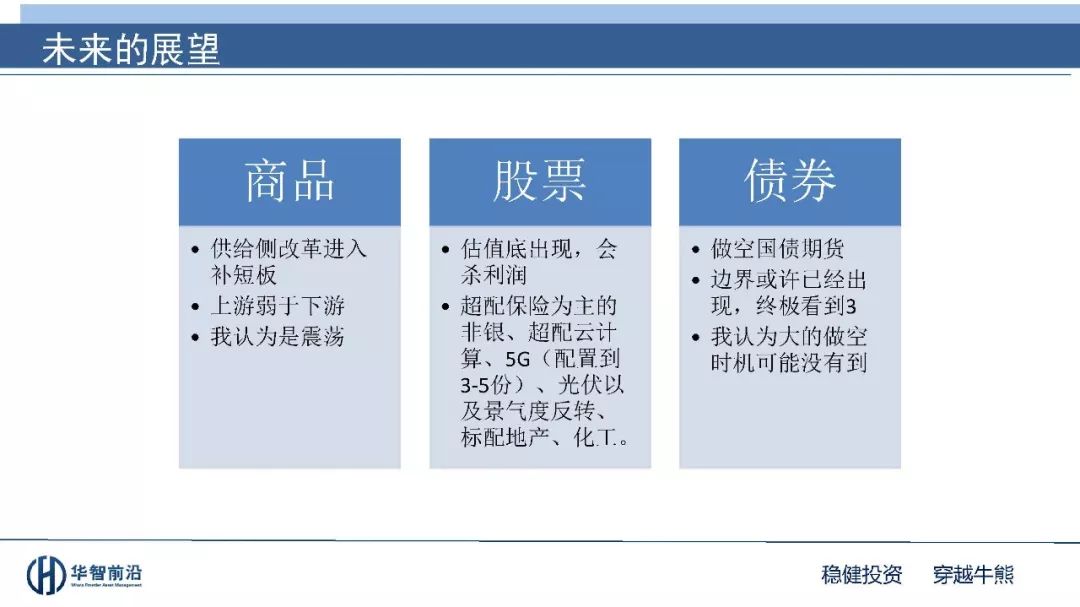 未来的展望
商品
• 供给侧改革进入
补短板
• 上游弱于下游
• 我认为是震荡
股票
• 估值底出现，会
杀利润
• 超配保险为主的
非银、超配云计
算、5G（配置到
3-5份）、光伏以
及景气度反转、
标配地产、化工。
债券
• 做空国债期货
• 边界或许已经出
现，终极看到3
• 我认为大的做空
时机可能没有到
华智前沿
稳健投资 穿越牛熊